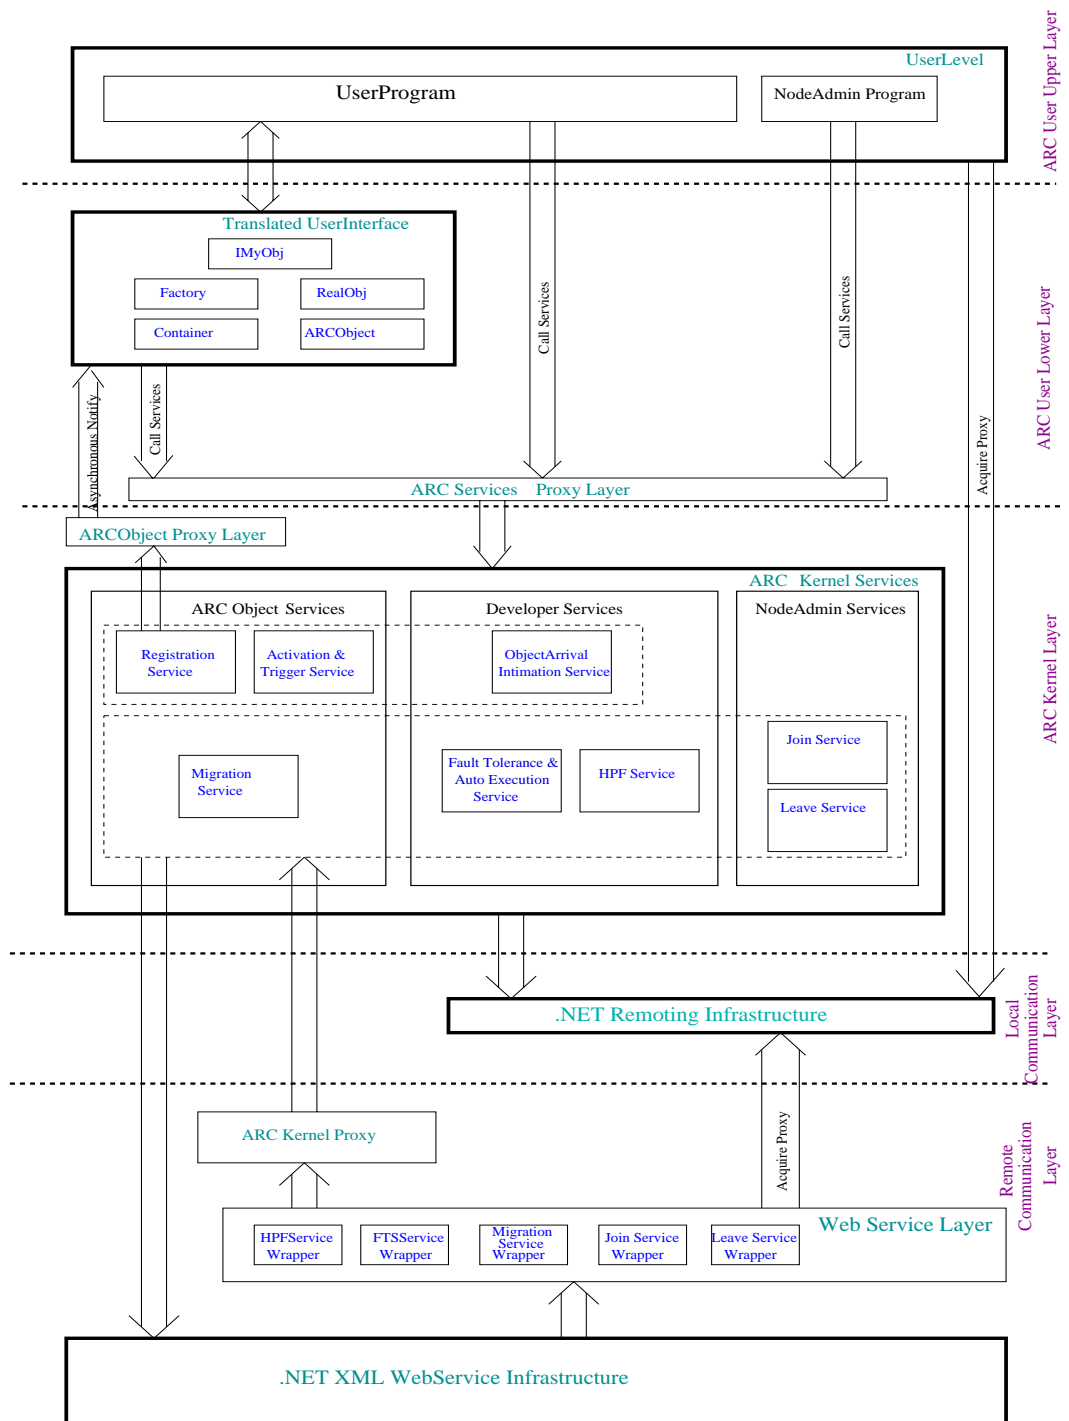 UserLevel
UserProgram
NodeAdmin Program
ARC User Upper Layer
Translated UserInterface
IMyObj
Factory
RealObj
Container
ARCObject
Call Services
Call Services
Call Services
Asynchronous Notify
Acquire Proxy
ARC User Lower Layer
ARC Services Proxy Layer
ARCObject Proxy Layer
ARC Kernel Services
ARC Object Services
Developer Services
NodeAdmin Services
Registration
Service
Activation &
Trigger Service
ObjectArrival
Intimation Service
Migration
Service
Fault Tolerance &
Auto Execution
Service
HPF Service
Join Service
Leave Service
ARC Kernel Layer
.NET Remoting Infrastructure
Local
Communication
Layer
ARC Kernel Proxy
Acquire Proxy
Remote
Communication
Layer
Web Service Layer
HPFService
Wrapper
FTSService
Wrapper
Migration
Service
Wrapper
Join Service
Wrapper
Leave Service
Wrapper
.NET XML WebService Infrastructure